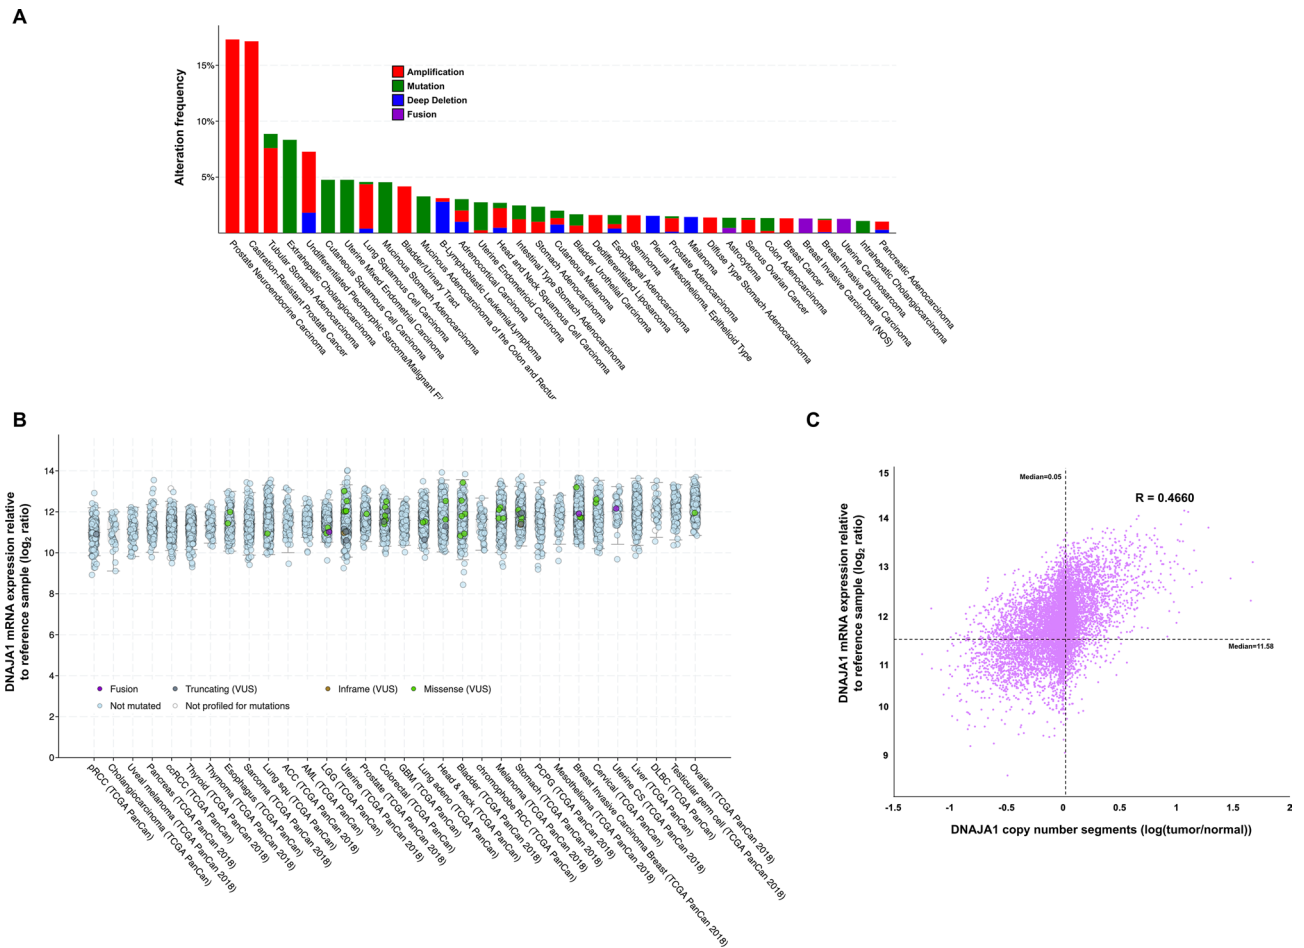 A
Alteration frequency
15%
10%
5%
Amplification
Mutation
Deep Deletion
Fusion
Prostate Neuroendocrine Carcinoma
Castration-Resistant Prostate Cancer
Tubular Stomach Adenocarcinoma
Extrahepatic Cholangiocarcinoma
Undifferentiated Pleomorphic Sarcoma/Malignant Fi
Cutaneous Squamous Cell Carcinoma
Uterine Mixed Endometrial Carcinoma
Lung Squamous Cell Carcinoma
Mucinous Stomach Adenocarcinoma
Bladder/Urinary Tract
Mucinous Adenocarcinoma of the Colon and Rectu
B-Lymphoblastic Leukemia/Lymphoma
Adrenocortical Carcinoma
Uterine Endometrioid Carcinoma
Head and Neck Squamous Cell Carcinoma
Intestinal Type Stomach Adenocarcinoma
Stomach Adenocarcinoma
Cutaneous Melanoma
Bladder Urothelial Carcinoma
Dedifferentiated Liposarcoma
Esophageal Adenocarcinoma
Seminoma
Pleural Mesothelioma, Epithelioid Type
Prostate Adenocarcinoma
Melanoma
Diffuse Type Stomach Adenocarcinoma
Astrocytoma
Serous Ovarian Cancer
Colon Adenocarcinoma
Breast Cancer
Breast Invasive Carcinoma (NOS)
Breast Invasive Ductal Carcinoma
Uterine Carcinosarcoma
Intrahepatic Cholangiocarcinoma
Pancreatic Adenocarcinoma
B
DNAJA1 mRNA expression relative
to reference sample (log2 ratio)
14
12
10
8
6
4
2
0
Fusion
Truncating (VUS)
Inframe (VUS)
Missense (VUS)
Not mutated
Not profiled for mutations
pRCC (TCGA PanCan)
Cholangiocarcinoma (TCGA PanCan)
Uveal melanoma (TCGA PanCan)
Pancreas (TCGA PanCan 2018)
ccRCC (TCGA PanCan)
Thyroid (TCGA PanCan 2018)
Thymoma (TCGA PanCan)
Esophagus (TCGA PanCan 2018)
Sarcoma (TCGA PanCan 2018)
Lung squ (TCGA PanCan)
ACC (TCGA PanCan 2018)
AML (TCGA PanCan)
LGG (TCGA PanCan)
Uterine (TCGA PanCan 2018)
Prostate (TCGA PanCan 2018)
Colorectal (TCGA PanCan)
GBM (TCGA PanCan)
Lung adeno (TCGA PanCan)
Head & neck (TCGA PanCan)
Bladder (TCGA PanCan 2018)
chromophobe RCC (TCGA PanCan)
Melanoma (TCGA PanCan 2018)
Stomach (TCGA PanCan 2018)
PCPG (TCGA PanCan 2018)
Mesothelioma (TCGA PanCan 2018)
Breast Invasive Carcinoma Breast (TCGA PanCan 2018)
Cervical (TCGA PanCan 2018)
Uterine CS (TCGA PanCan)
Liver (TCGA PanCan)
DLBC (TCGA PanCan)
Testicular germ cell (TCGA PanCan 2018)
Ovarian (TCGA PanCan 2018)
C
DNAJA1 mRNA expression relative
to reference sample (log2 ratio)
15
14
13
12
11
10
9
Median=0.05
R = 0.4660
Median=11.58
-1.5
-1
-0.5
0
0.5
1
1.5
2
DNAJA1 copy number segments (log(tumor/normal))